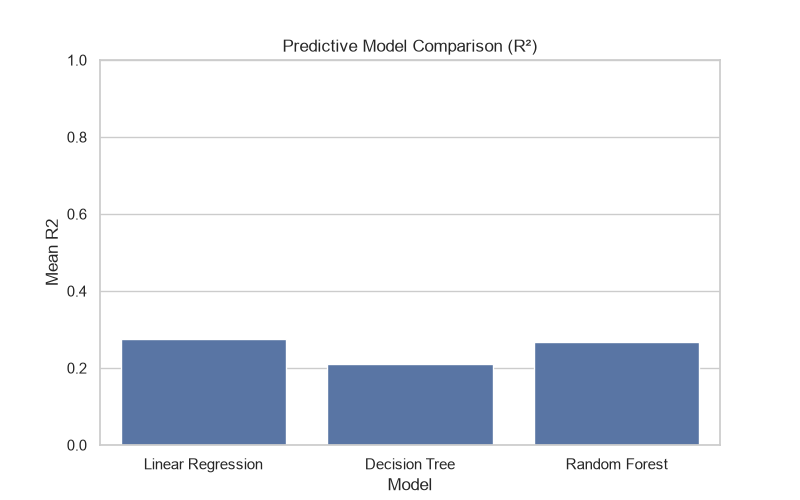 Predictive Model Comparison (R²)
1.0
0.8
0.6
0.4
0.2
0.0
Mean R2
Linear Regression
Decision Tree
Random Forest
Model